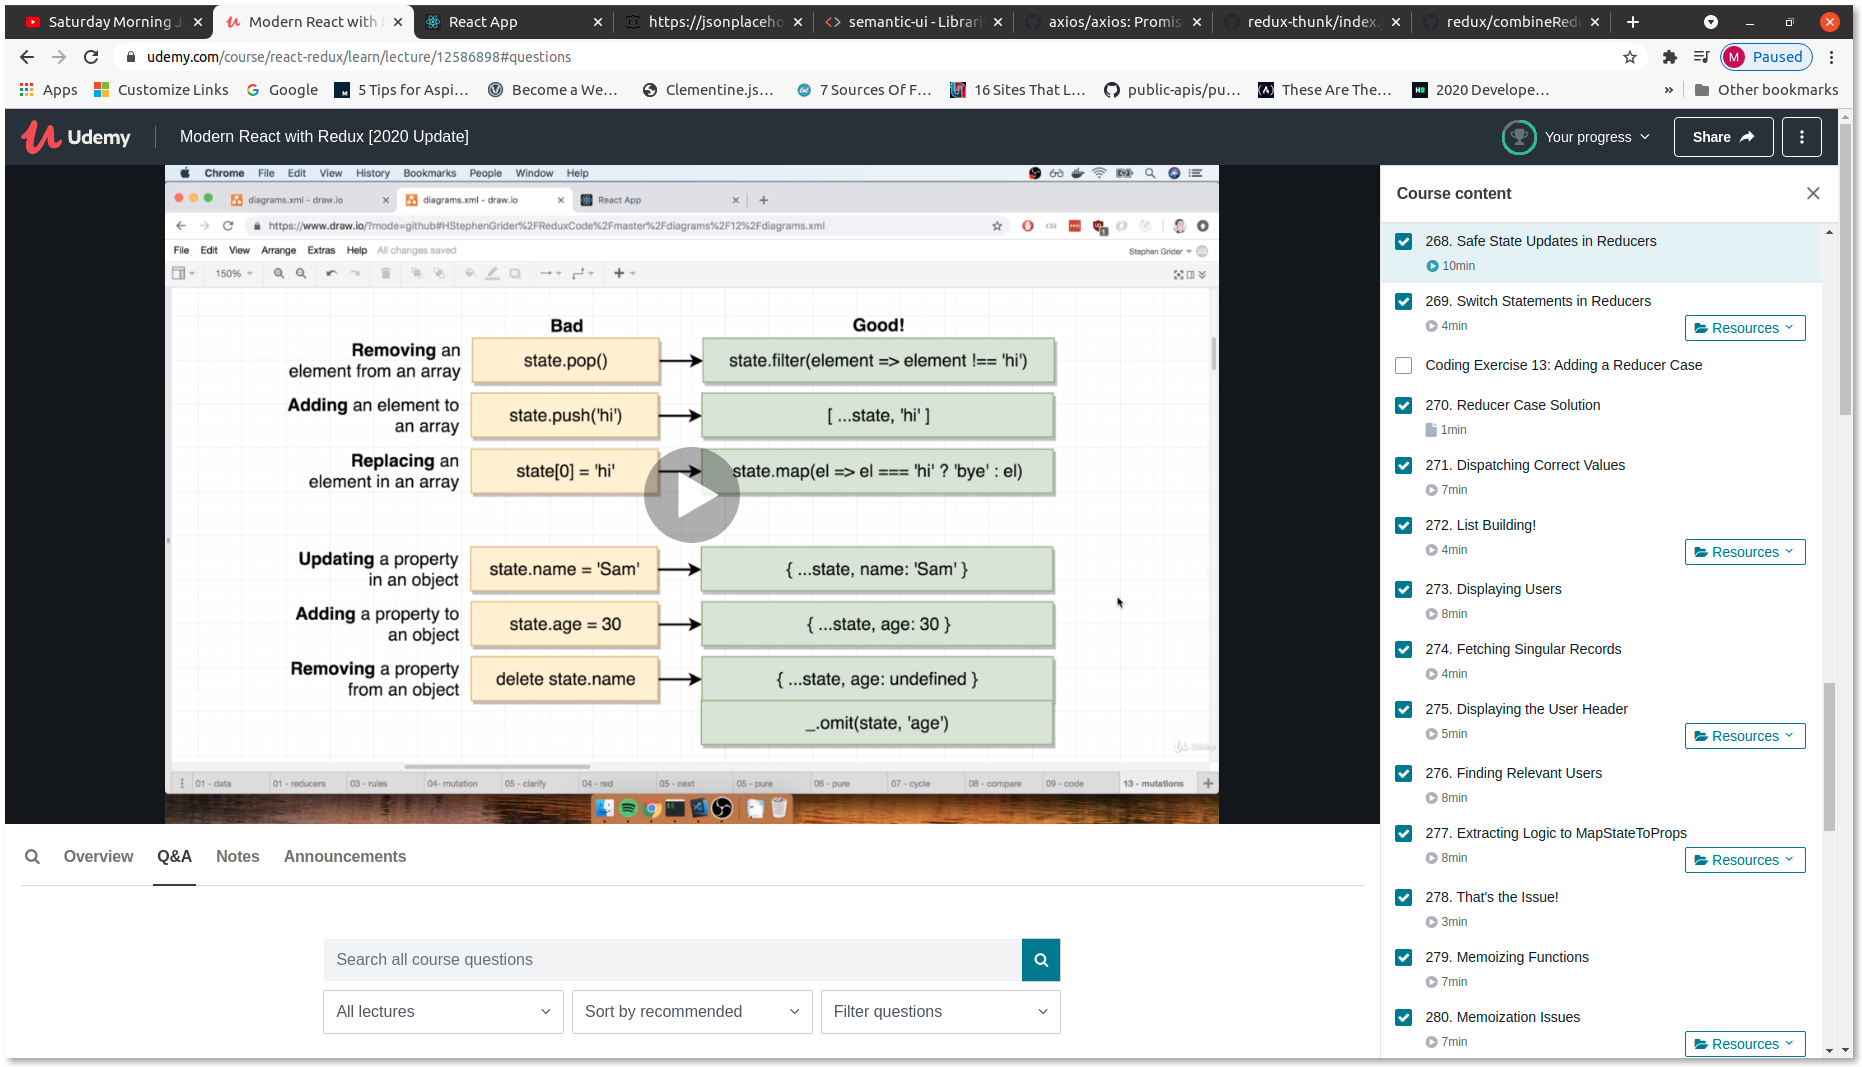 Saturday Morning J
Modern React with
React App
https://jsonplaceho
semantic-ui - Librari
axios/axios: Promis
redux-thunk/index.
redux/combineRed
udemy.com/course/react-redux/learn/lecture/12586898#questions
M Paused
Apps
Customize Links
Google
5 Tips for Aspi...
Become a We...
Clementine.js...
7 Sources Of F...
16 Sites That L...
public-apis/pu...
These Are The...
2020 Develope...
»
Other bookmarks
Udemy
Modern React with Redux [2020 Update]
Your progress
Share
Chrome File Edit View History Bookmarks People Window Help
diagrams.xml - draw.io
diagrams.xml - draw.io
React App
https://www.draw.io/?mode=github#HStephenGrider%2FReduxCode%2Fmaster%2Fdiagrams%2F12%2Fdiagrams.xml
File Edit View Arrange Extras Help All changes saved
Stephen Grider
150%
Bad
Good!
Removing an
element from an array
state.pop()
state.filter(element => element !== 'hi')
Adding an element to
an array
state.push('hi')
[ ...state, 'hi' ]
Replacing an
element in an array
state[0] = 'hi'
state.map(el => el === 'hi' ? 'bye' : el)
Updating a property
in an object
state.name = 'Sam'
{ ...state, name: 'Sam' }
Adding a property to
an object
state.age = 30
{ ...state, age: 30 }
Removing a property
from an object
delete state.name
{ ...state, age: undefined }
_.omit(state, 'age')
Udemy
01 - data
01 - reducers
03 - rules
04- mutation
05 - clarify
04 - red
05 - next
05 - pure
06 - pure
07 - cycle
08 - compare
09 - code
13 - mutations
Overview
Q&A
Notes
Announcements
Search all course questions
All lectures
Sort by recommended
Filter questions
Course content
268. Safe State Updates in Reducers
10min
269. Switch Statements in Reducers
4min
Resources
Coding Exercise 13: Adding a Reducer Case
270. Reducer Case Solution
1min
271. Dispatching Correct Values
7min
272. List Building!
4min
Resources
273. Displaying Users
8min
274. Fetching Singular Records
4min
275. Displaying the User Header
5min
Resources
276. Finding Relevant Users
8min
277. Extracting Logic to MapStateToProps
8min
Resources
278. That's the Issue!
3min
279. Memoizing Functions
7min
280. Memoization Issues
7min
Resources